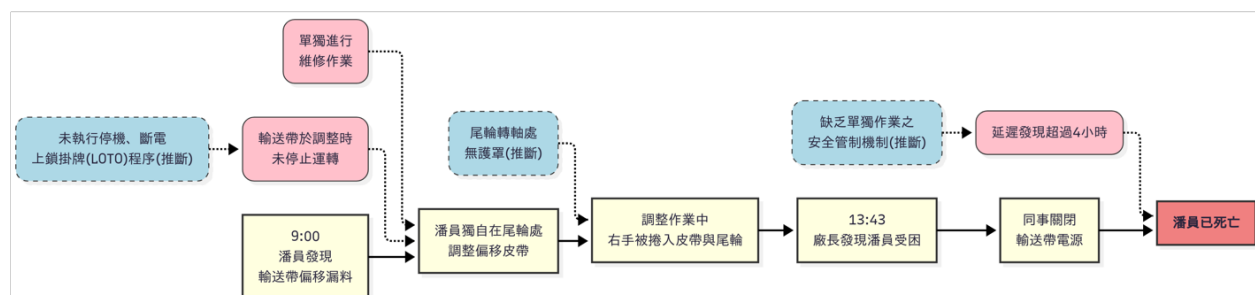 單獨進行
維修作業
未執行停機、斷電
上鎖掛牌(LOTO)程序(推斷)
輸送帶於調整時
未停止運轉
尾輪轉軸處
無護罩(推斷)
缺乏單獨作業之
安全管制機制(推斷)
延遲發現超過4小時
9:00
潘員發現
輸送帶偏移漏料
潘員獨自在尾輪處
調整偏移皮帶
調整作業中
右手被捲入皮帶與尾輪
13:43
廠長發現潘員受困
同事關閉
輸送帶電源
潘員已死亡